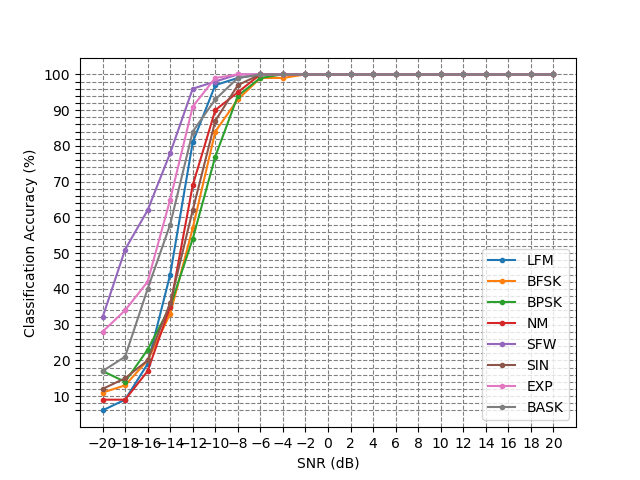 Classification Accuracy (%)
100
90
80
70
60
50
40
30
20
10
LFM
BFSK
BPSK
NM
SFW
SIN
EXP
BASK
−20 −18 −16 −14 −12 −10 −8 −6 −4 −2 0 2 4 6 8 10 12 14 16 18 20
SNR (dB)